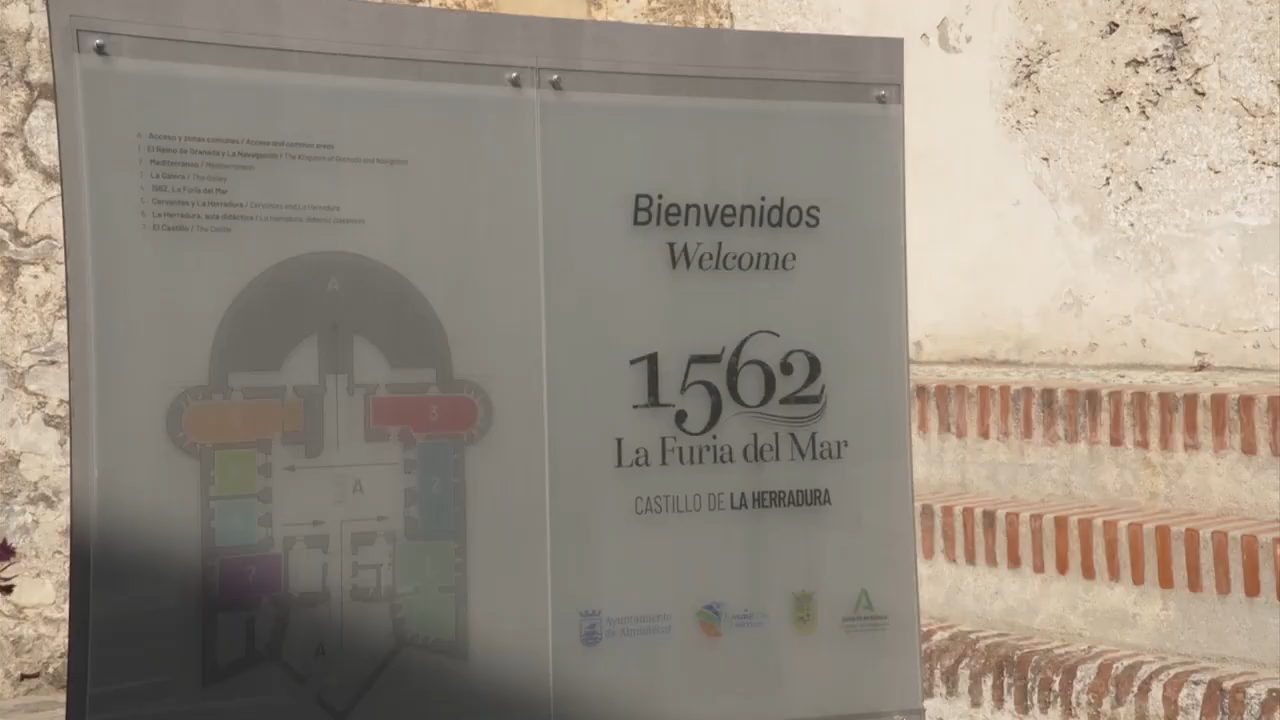 A Acceso y zonas comunes / Access and common areas
1 El Reino de Granada y La Navegación / The Kingdom of Granada and Navigation
2 Mediterráneo / Mediterranean
3 La Galera / The Galley
4 1562. La Furia del Mar
5 Cervantes y La Herradura / Cervantes and La Herradura
6 La Herradura, aula didáctica / La Herradura, didactic classroom
7 El Castillo / The Castle
A
3
2
A
7
1
A
Bienvenidos
Welcome
1562
La Furia del Mar
CASTILLO DE LA HERRADURA
Ayuntamiento
de Almuñécar